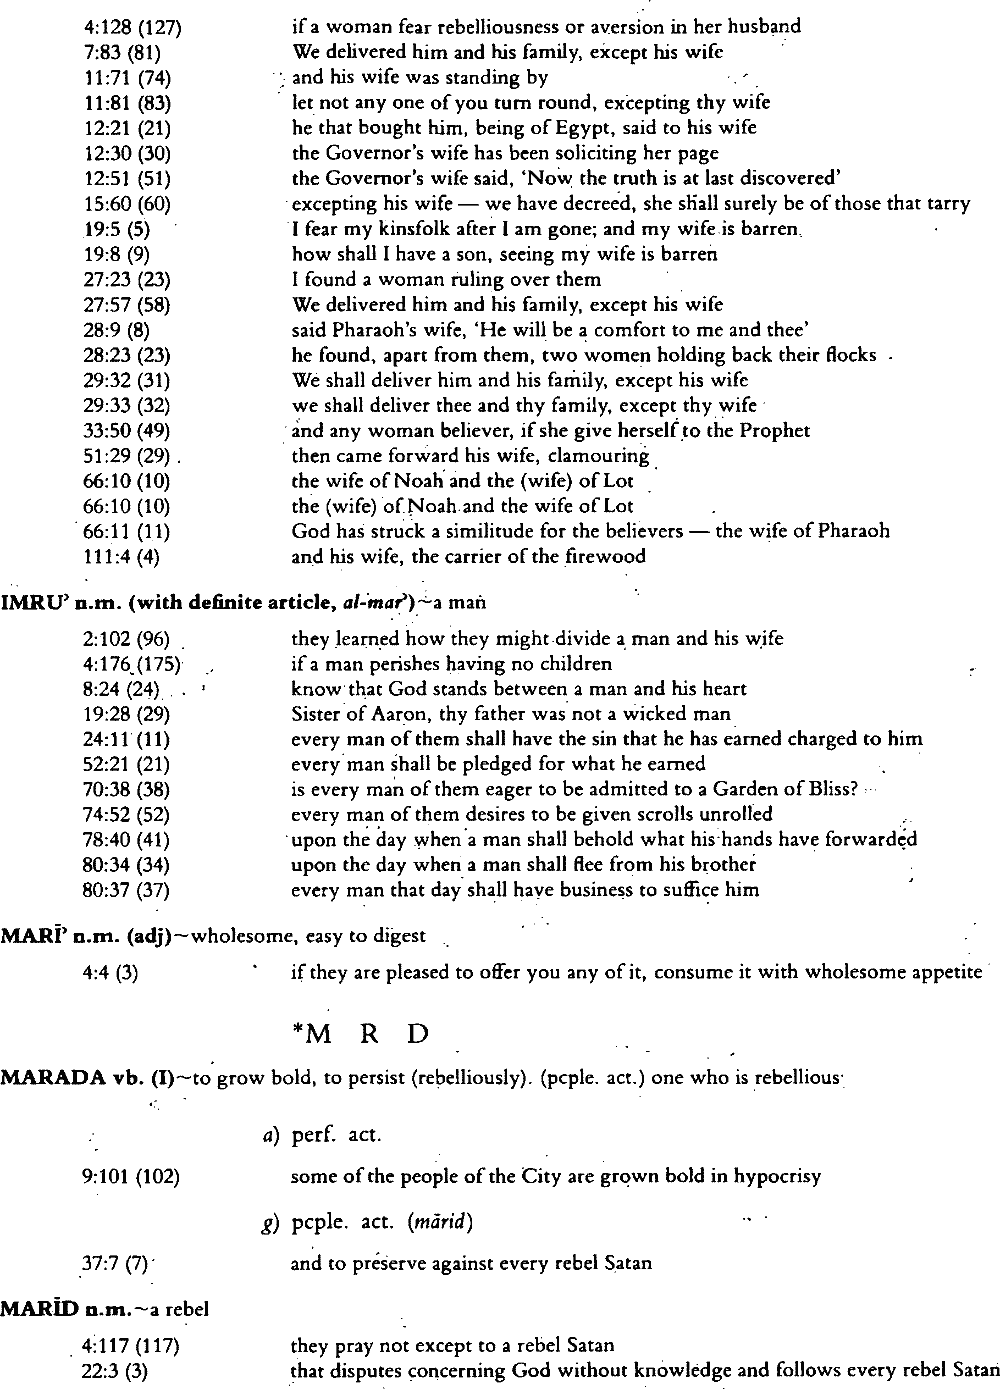 4:128 (127) if a woman fear rebelliousness or aversion in her husband
7:83 (81) We delivered him and his family, except his wife
11:71 (74) and his wife was standing by
11:81 (83) let not any one of you turn round, excepting thy wife
12:21 (21) he that bought him, being of Egypt, said to his wife
12:30 (30) the Governor's wife has been soliciting her page
12:51 (51) the Governor's wife said, 'Now the truth is at last discovered'
15:60 (60) excepting his wife — we have decreed, she shall surely be of those that tarry
19:5 (5) I fear my kinsfolk after I am gone; and my wife is barren
19:8 (9) how shall I have a son, seeing my wife is barren
27:23 (23) I found a woman ruling over them
27:57 (58) We delivered him and his family, except his wife
28:9 (8) said Pharaoh's wife, 'He will be a comfort to me and thee'
28:23 (23) he found, apart from them, two women holding back their flocks
29:32 (31) We shall deliver him and his family, except his wife
29:33 (32) we shall deliver thee and thy family, except thy wife
33:50 (49) and any woman believer, if she give herself to the Prophet
51:29 (29) then came forward his wife, clamouring
66:10 (10) the wife of Noah and the (wife) of Lot
66:10 (10) the (wife) of Noah and the wife of Lot
66:11 (11) God has struck a similitude for the believers — the wife of Pharaoh
111:4 (4) and his wife, the carrier of the firewood
IMRUʾ n.m. (with definite article, al-marʾ)~a man
2:102 (96) they learned how they might divide a man and his wife
4:176 (175) if a man perishes having no children
8:24 (24) know that God stands between a man and his heart
19:28 (29) Sister of Aaron, thy father was not a wicked man
24:11 (11) every man of them shall have the sin that he has earned charged to him
52:21 (21) every man shall be pledged for what he earned
70:38 (38) is every man of them eager to be admitted to a Garden of Bliss?
74:52 (52) every man of them desires to be given scrolls unrolled
78:40 (41) upon the day when a man shall behold what his hands have forwarded
80:34 (34) upon the day when a man shall flee from his brother
80:37 (37) every man that day shall have business to suffice him
MARĪʾ n.m. (adj)~wholesome, easy to digest
4:4 (3) if they are pleased to offer you any of it, consume it with wholesome appetite
*M R D
MARADA vb. (I)~to grow bold, to persist (rebelliously). (pcple. act.) one who is rebellious
a) perf. act.
9:101 (102) some of the people of the City are grown bold in hypocrisy
g) pcple. act. (mārid)
37:7 (7) and to preserve against every rebel Satan
MARĪD n.m.~a rebel
4:117 (117) they pray not except to a rebel Satan
22:3 (3) that disputes concerning God without knowledge and follows every rebel Satan